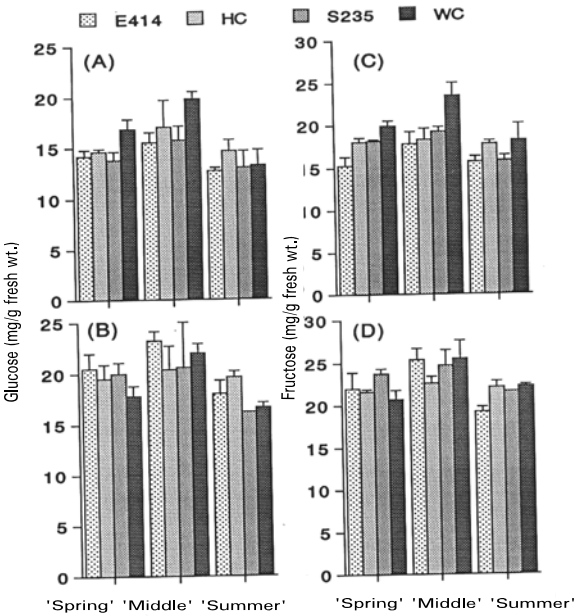 E414 HC S235 WC
(A)
25
20
15
10
5
0
Glucose (mg/g fresh wt.)
(B)
25
20
15
10
5
0
(C)
30
25
20
15
10
5
0
Fructose (mg/g fresh wt.)
(D)
30
25
20
15
10
5
0
'Spring' 'Middle' 'Summer'
'Spring' 'Middle' 'Summer'